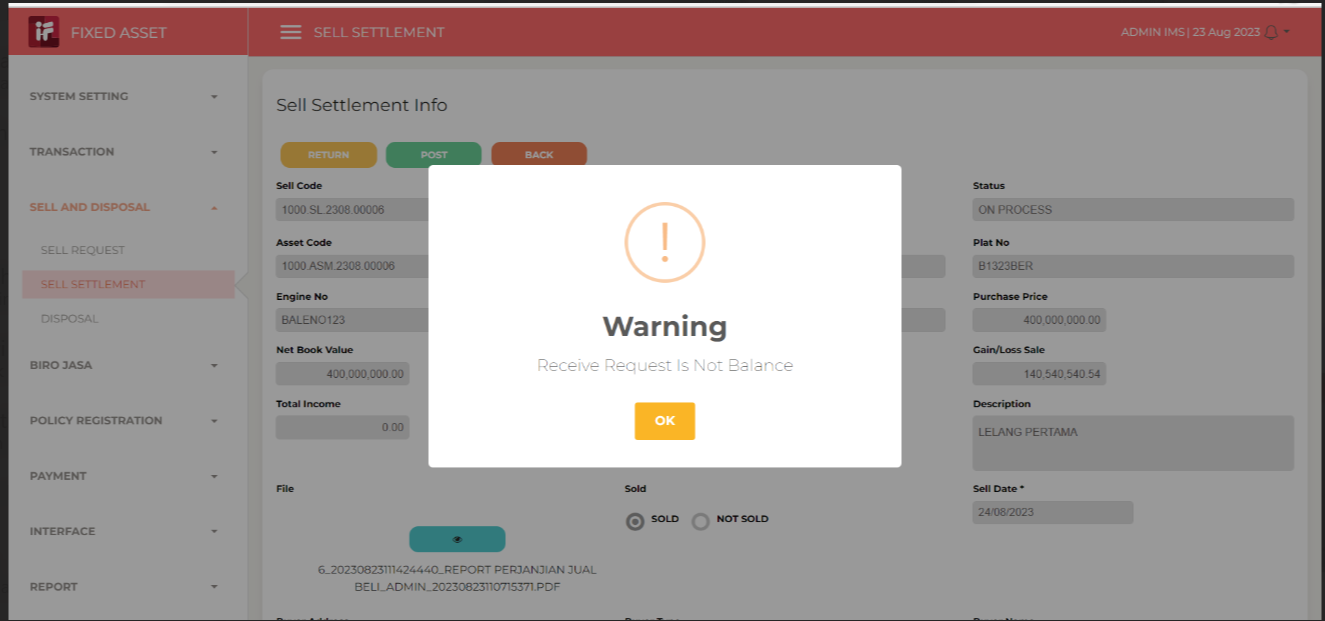 FIXED ASSET
SELL SETTLEMENT
ADMIN IMS | 23 Aug 2023
SYSTEM SETTING
TRANSACTION
SELL AND DISPOSAL
SELL REQUEST
SELL SETTLEMENT
DISPOSAL
BIRO JASA
POLICY REGISTRATION
PAYMENT
INTERFACE
REPORT
Sell Settlement Info
RETURN POST BACK
Sell Code
1000.SL.2308.00006
Status
ON PROCESS
Asset Code
1000.ASM.2308.00006
Plat No
B1323BER
Engine No
BALENO123
Purchase Price
400,000,000.00
Net Book Value
400,000,000.00
Gain/Loss Sale
140,540,540.54
Total Income
0.00
Description
LELANG PERTAMA
Warning
Receive Request Is Not Balance
OK
File
6_20230823111424440_REPORT PERJANJIAN JUAL
BELI_ADMIN_20230823110715371.PDF
Sold
SOLD NOT SOLD
Sell Date *
24/08/2023